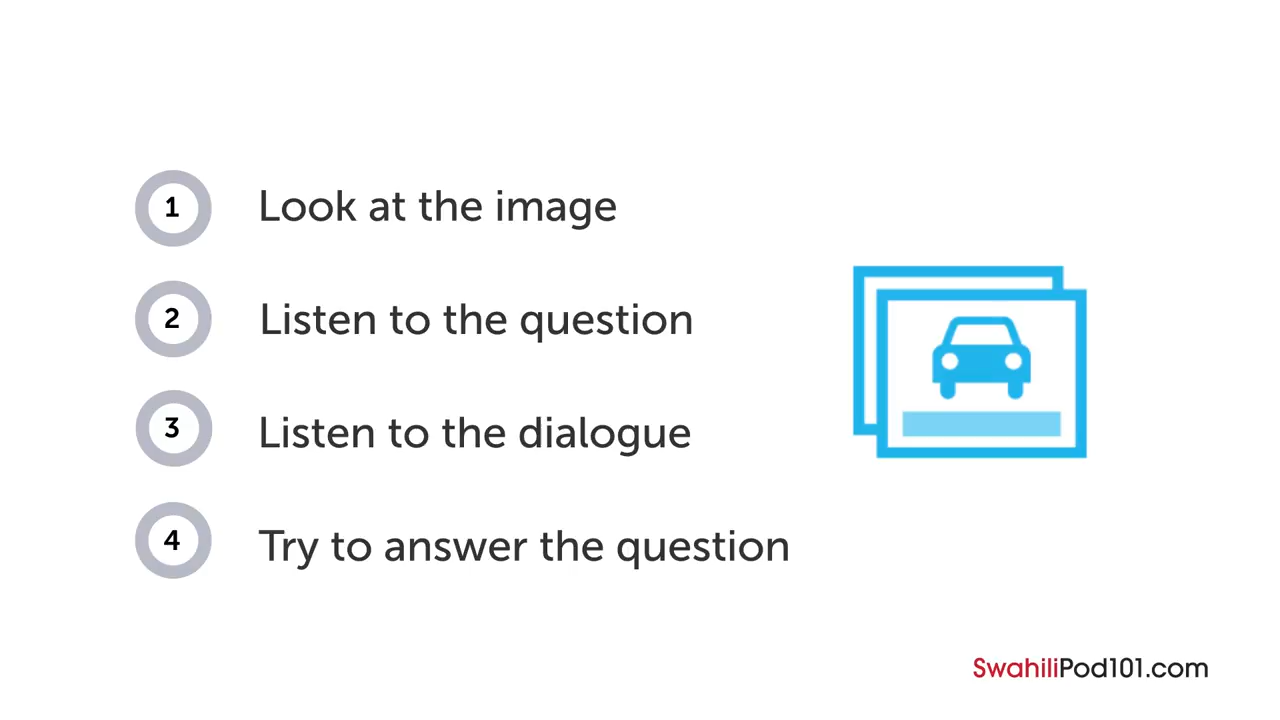 1 Look at the image
2 Listen to the question
3 Listen to the dialogue
4 Try to answer the question
SwahiliPod101.com